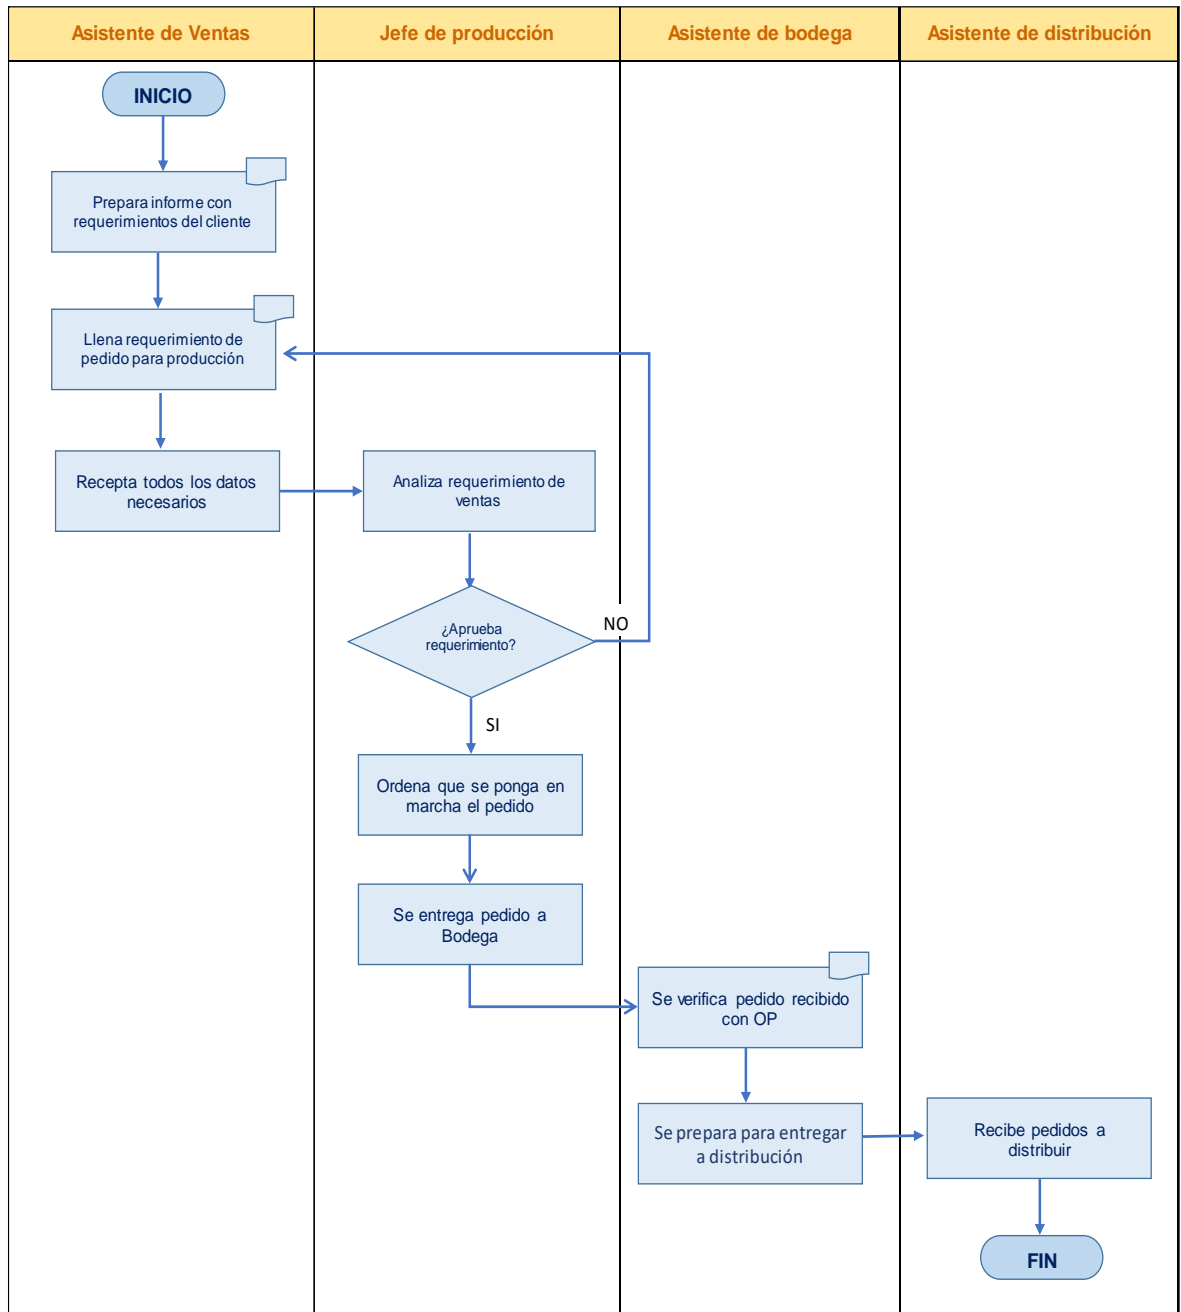 Asistente de Ventas
Jefe de producción
Asistente de bodega
Asistente de distribución
INICIO
Prepara informe con
requerimientos del cliente
Llena requerimiento de
pedido para producción
Recepta todos los datos
necesarios
Analiza requerimiento de
ventas
¿Aprueba
requerimiento?
NO
SI
Ordena que se ponga en
marcha el pedido
Se entrega pedido a
Bodega
Se verifica pedido recibido
con OP
Se prepara para entregar
a distribución
Recibe pedidos a
distribuir
FIN